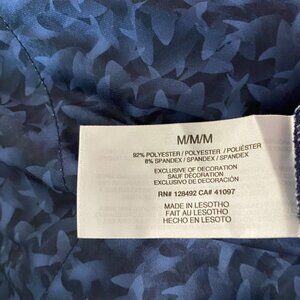 M/M/M
92% POLYESTER / POLYESTER / POLIÉSTER
8% SPANDEX / SPANDEX / SPANDEX
EXCLUSIVE OF DECORATION
SAUF DÉCORATION
EXCLUSIVO DE DECORACIÓN
RN# 128492 CA# 41097
MADE IN LESOTHO
FAIT AU LESOTHO
HECHO EN LESOTO